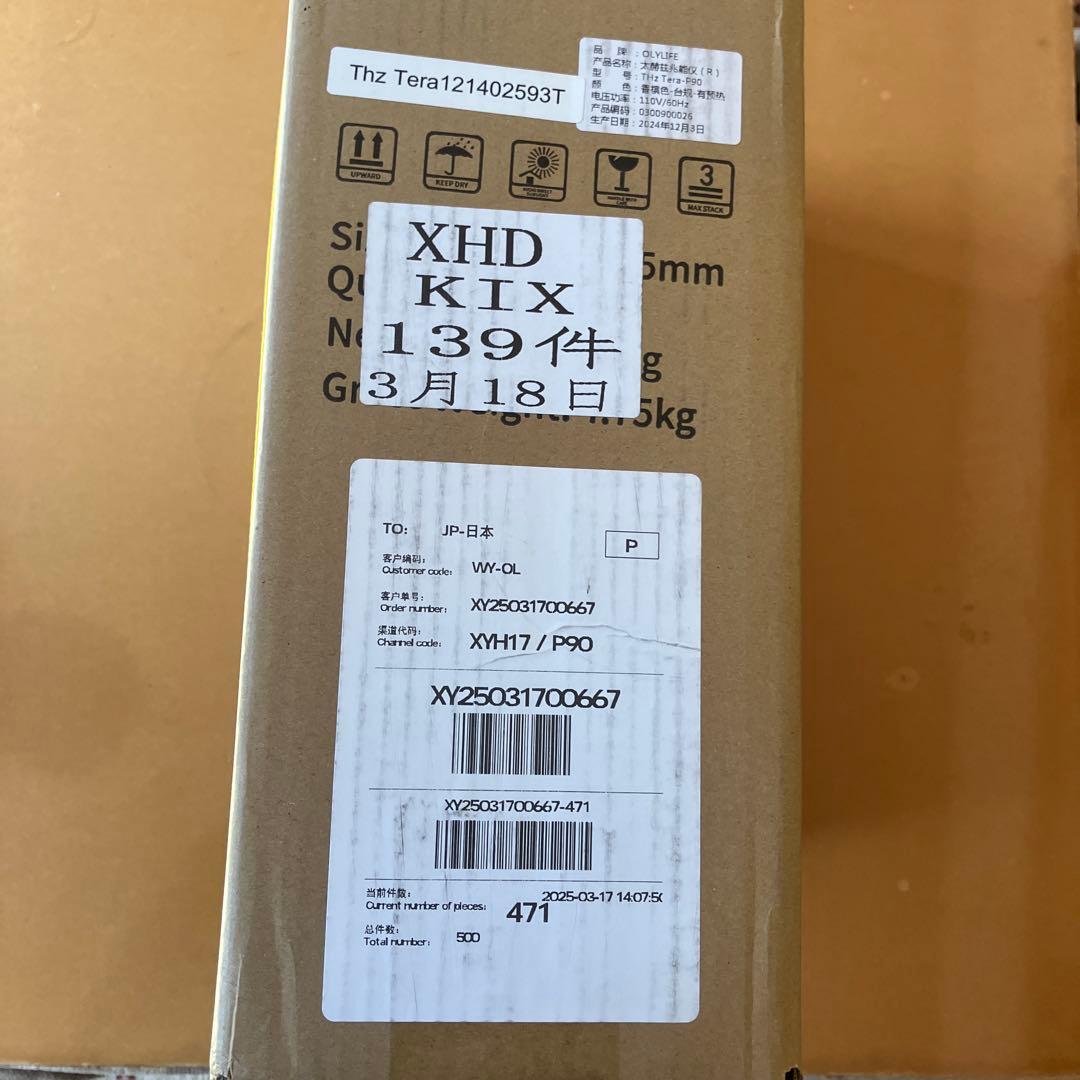 Thz Tera121402593T
品 牌：OLYLIFE
产品名称：太赫兹兆能仪（R）
型 号：THz Tera-P90
颜 色：香槟色-台规-有预热
电压功率：110V/60Hz
产品编码：0300900026
生产日期：2024年12月3日
UPWARD
KEEP DRY
AVOID DIRECT SUNLIGHT
HANDLE WITH CARE
3
MAX STACK
XHD
KIX
139件
3月18日
5mm
g
5kg
TO: JP-日本
P
客户编码：
Customer code: WY-OL
客户单号：
Order number: XY25031700667
渠道代码：
Channel code: XYH17 / P90
XY25031700667
XY25031700667-471
当前件数：
Current number of pieces: 471
2025-03-17 14:07:50
总件数：
Total number: 500